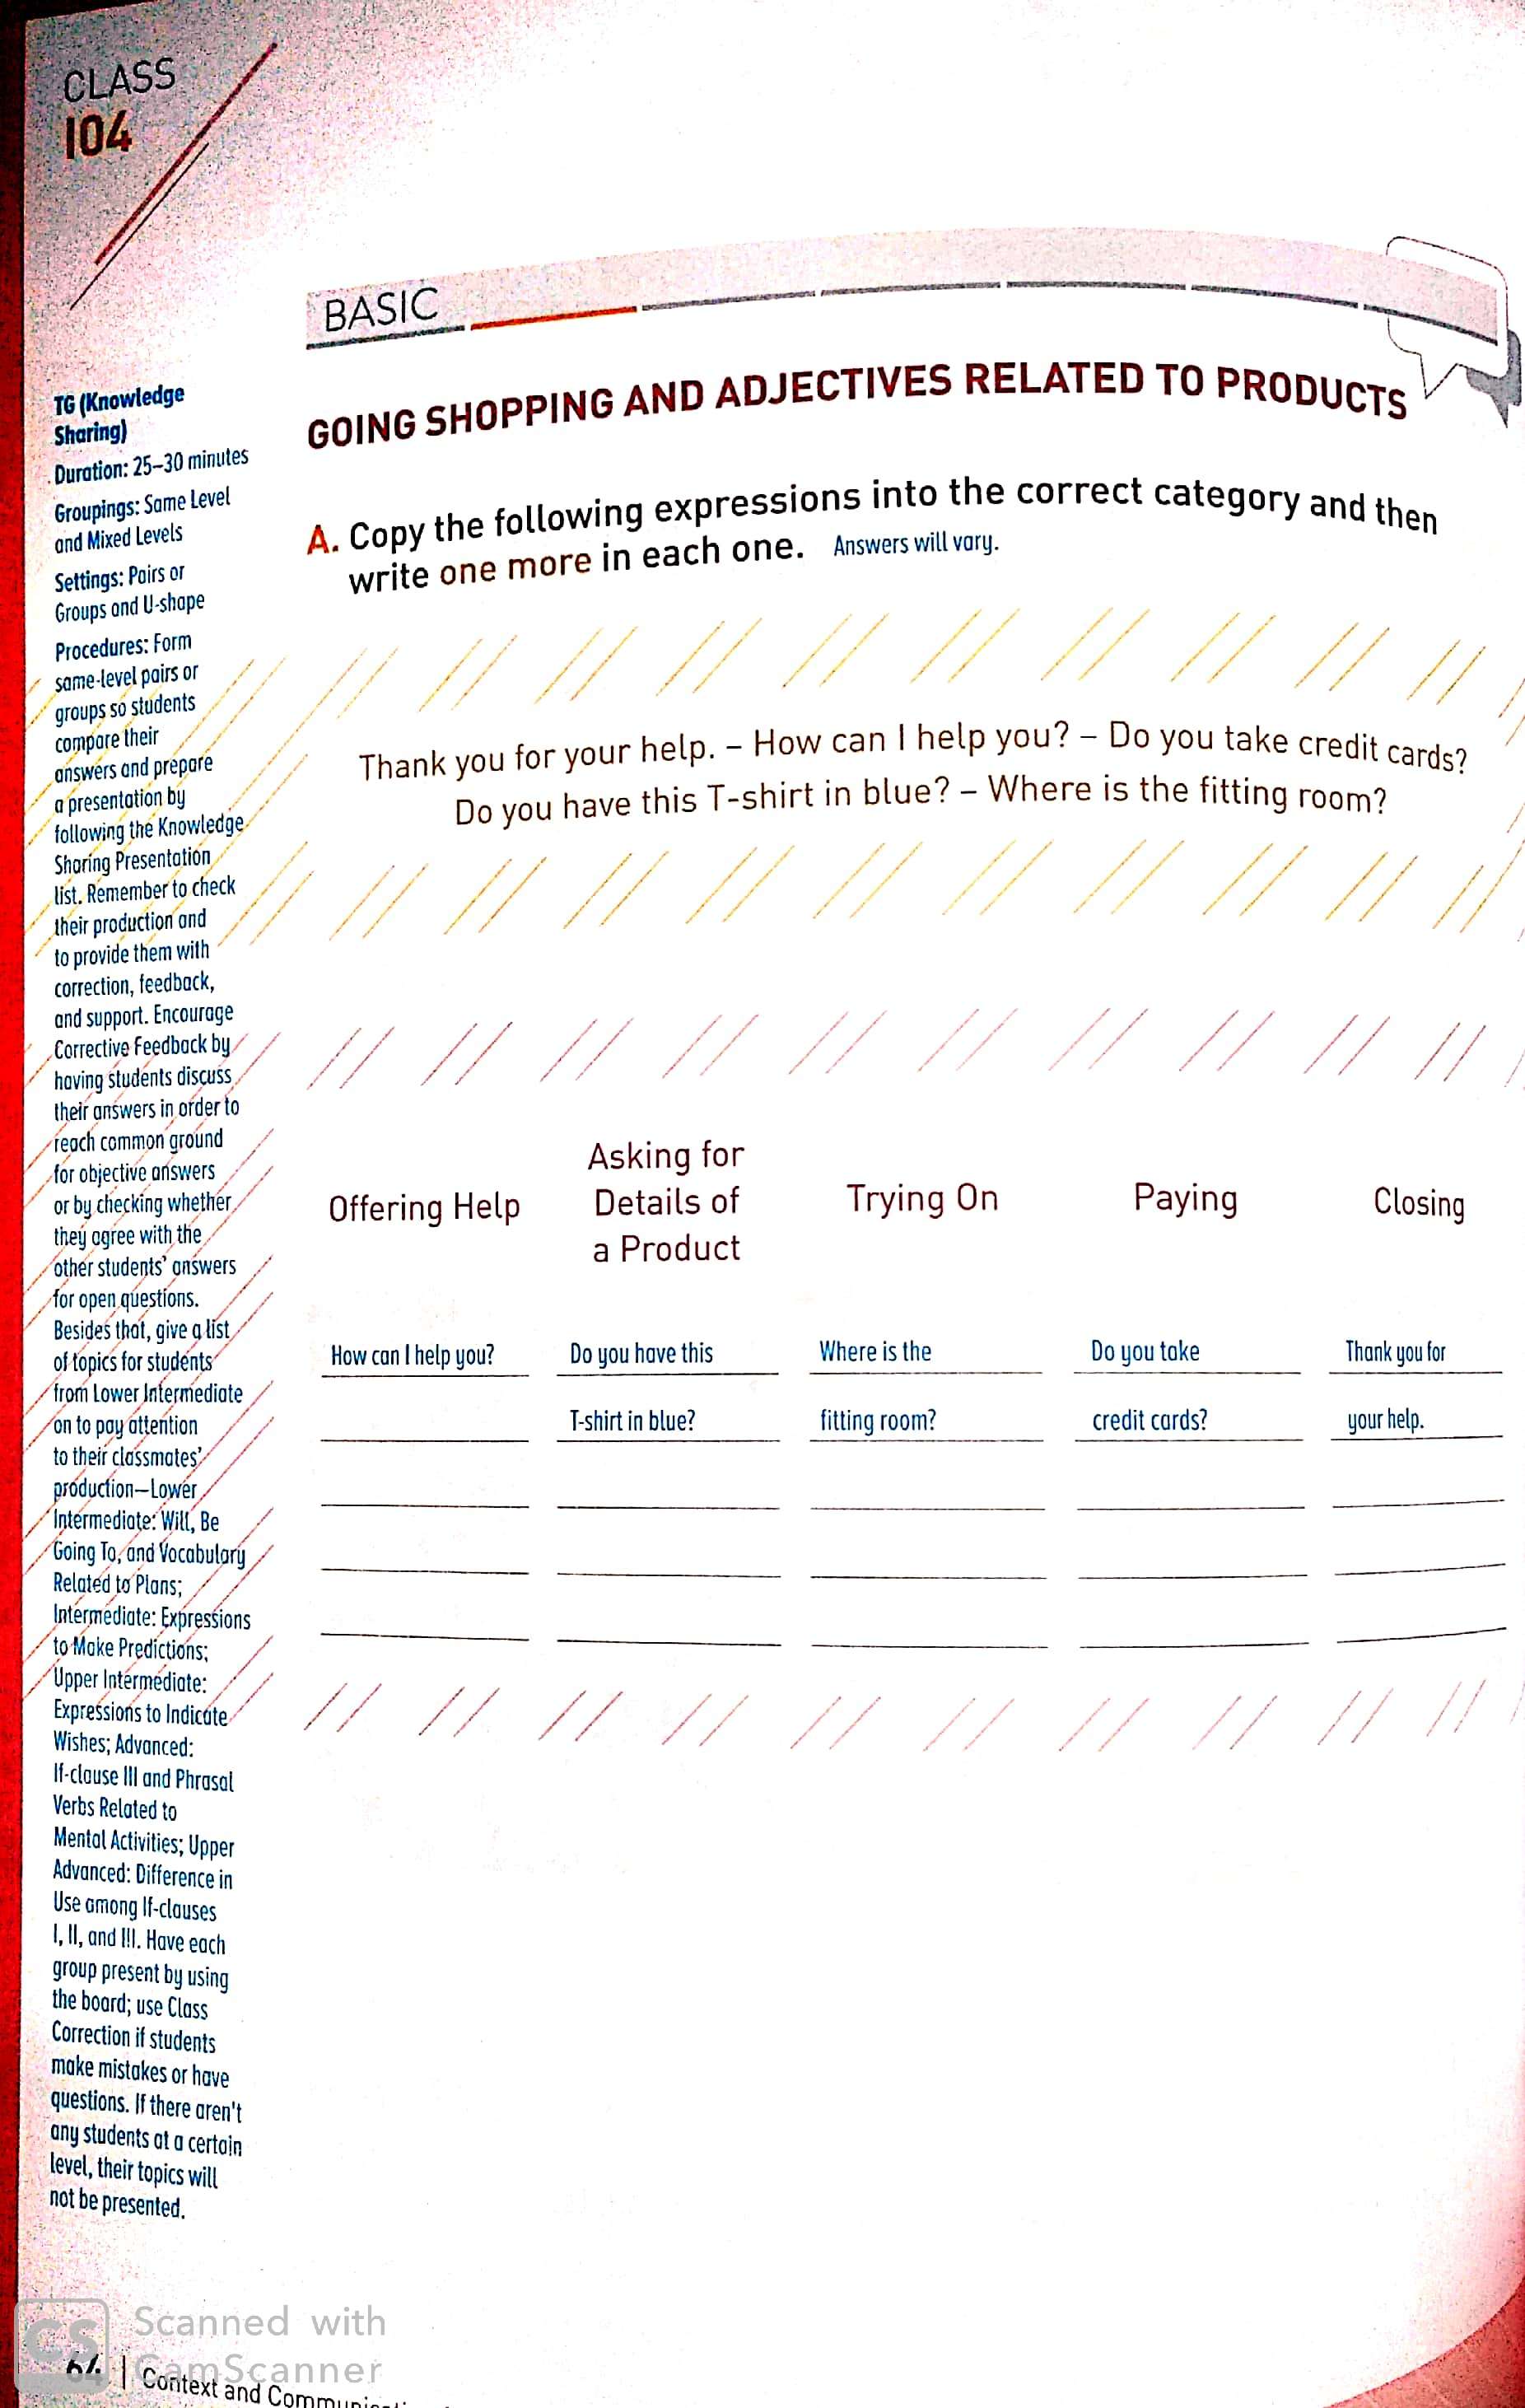 CLASS
104
BASIC
GOING SHOPPING AND ADJECTIVES RELATED TO PRODUCTS
A. Copy the following expressions into the correct category and then
write one more in each one. Answers will vary.
Thank you for your help. – How can I help you? – Do you take credit cards?
Do you have this T-shirt in blue? – Where is the fitting room?
Offering Help
Asking for
Details of
a Product
Trying On
Paying
Closing
How can I help you?
Do you have this
T-shirt in blue?
Where is the
fitting room?
Do you take
credit cards?
Thank you for
your help.
TG (Knowledge
Sharing)
Duration: 25–30 minutes
Groupings: Same Level
and Mixed Levels
Settings: Pairs or
Groups and U-shape
Procedures: Form
same-level pairs or
groups so students
compare their
answers and prepare
a presentation by
following the Knowledge
Sharing Presentation
list. Remember to check
their production and
to provide them with
correction, feedback,
and support. Encourage
Corrective Feedback by
having students discuss
their answers in order to
reach common ground
for objective answers
or by checking whether
they agree with the
other students' answers
for open questions.
Besides that, give a list
of topics for students
from Lower Intermediate
on to pay attention
to their classmates'
production—Lower
Intermediate: Will, Be
Going To, and Vocabulary
Related to Plans;
Intermediate: Expressions
to Make Predictions;
Upper Intermediate:
Expressions to Indicate
Wishes; Advanced:
If-clause III and Phrasal
Verbs Related to
Mental Activities; Upper
Advanced: Difference in
Use among If-clauses
I, II, and III. Have each
group present by using
the board; use Class
Correction if students
make mistakes or have
questions. If there aren't
any students at a certain
level, their topics will
not be presented.
CS
Scanned with
CamScanner
64 | Context and